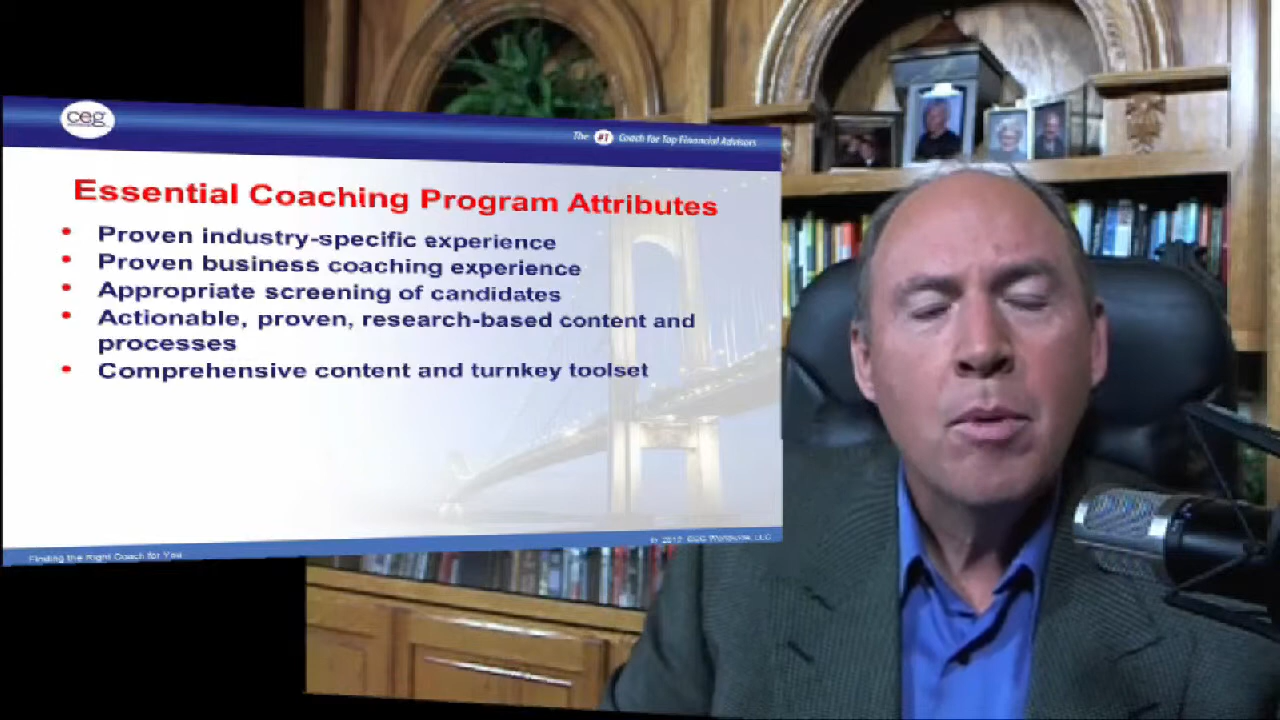 ceg
The #1 Coach for Top Financial Advisors
Essential Coaching Program Attributes
• Proven industry-specific experience
• Proven business coaching experience
• Appropriate screening of candidates
• Actionable, proven, research-based content and
processes
• Comprehensive content and turnkey toolset
Finding the Right Coach for You
LLC